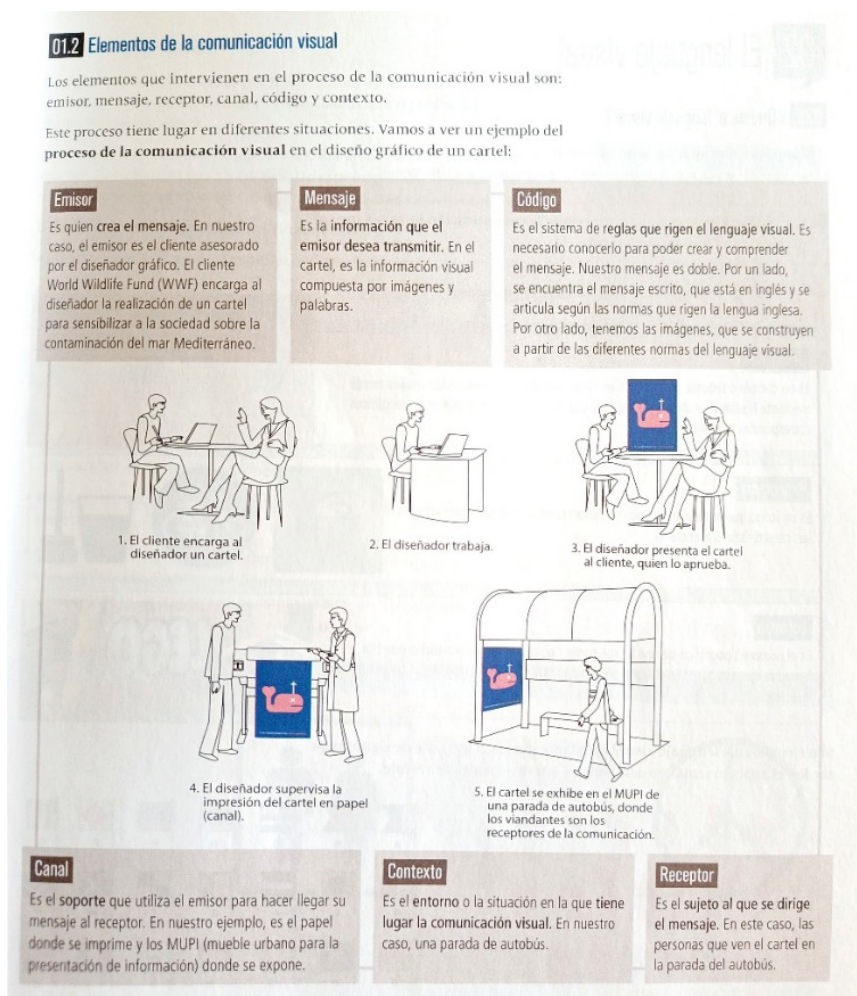 01.2 Elementos de la comunicación visual
Los elementos que intervienen en el proceso de la comunicación visual son:
emisor, mensaje, receptor, canal, código y contexto.
Este proceso tiene lugar en diferentes situaciones. Vamos a ver un ejemplo del
proceso de la comunicación visual en el diseño gráfico de un cartel:
Emisor
Es quien crea el mensaje. En nuestro
caso, el emisor es el cliente asesorado
por el diseñador gráfico. El cliente
World Wildlife Fund (WWF) encarga al
diseñador la realización de un cartel
para sensibilizar a la sociedad sobre la
contaminación del mar Mediterráneo.
Mensaje
Es la información que el
emisor desea transmitir. En el
cartel, es la información visual
compuesta por imágenes y
palabras.
Código
Es el sistema de reglas que rigen el lenguaje visual. Es
necesario conocerlo para poder crear y comprender
el mensaje. Nuestro mensaje es doble. Por un lado,
se encuentra el mensaje escrito, que está en inglés y se
articula según las normas que rigen la lengua inglesa.
Por otro lado, tenemos las imágenes, que se construyen
a partir de las diferentes normas del lenguaje visual.
1. El cliente encarga al
diseñador un cartel.
2. El diseñador trabaja.
3. El diseñador presenta el cartel
al cliente, quien lo aprueba.
4. El diseñador supervisa la
impresión del cartel en papel
(canal).
5. El cartel se exhibe en el MUPI de
una parada de autobús, donde
los viandantes son los
receptores de la comunicación.
Canal
Es el soporte que utiliza el emisor para hacer llegar su
mensaje al receptor. En nuestro ejemplo, es el papel
donde se imprime y los MUPI (mueble urbano para la
presentación de información) donde se expone.
Contexto
Es el entorno o la situación en la que tiene
lugar la comunicación visual. En nuestro
caso, una parada de autobús.
Receptor
Es el sujeto al que se dirige
el mensaje. En este caso, las
personas que ven el cartel en
la parada del autobús.